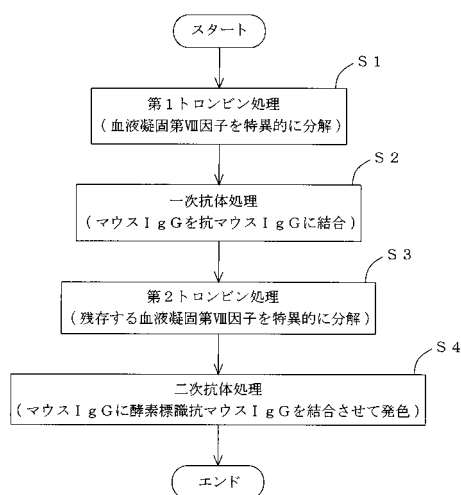 スタート
S1
第1トロンビン処理
(血液凝固第Ⅷ因子を特異的に分解)
S2
一次抗体処理
(マウスIgGを抗マウスIgGに結合)
S3
第2トロンビン処理
(残存する血液凝固第Ⅷ因子を特異的に分解)
S4
二次抗体処理
(マウスIgGに酵素標識抗マウスIgGを結合させて発色)
エンド